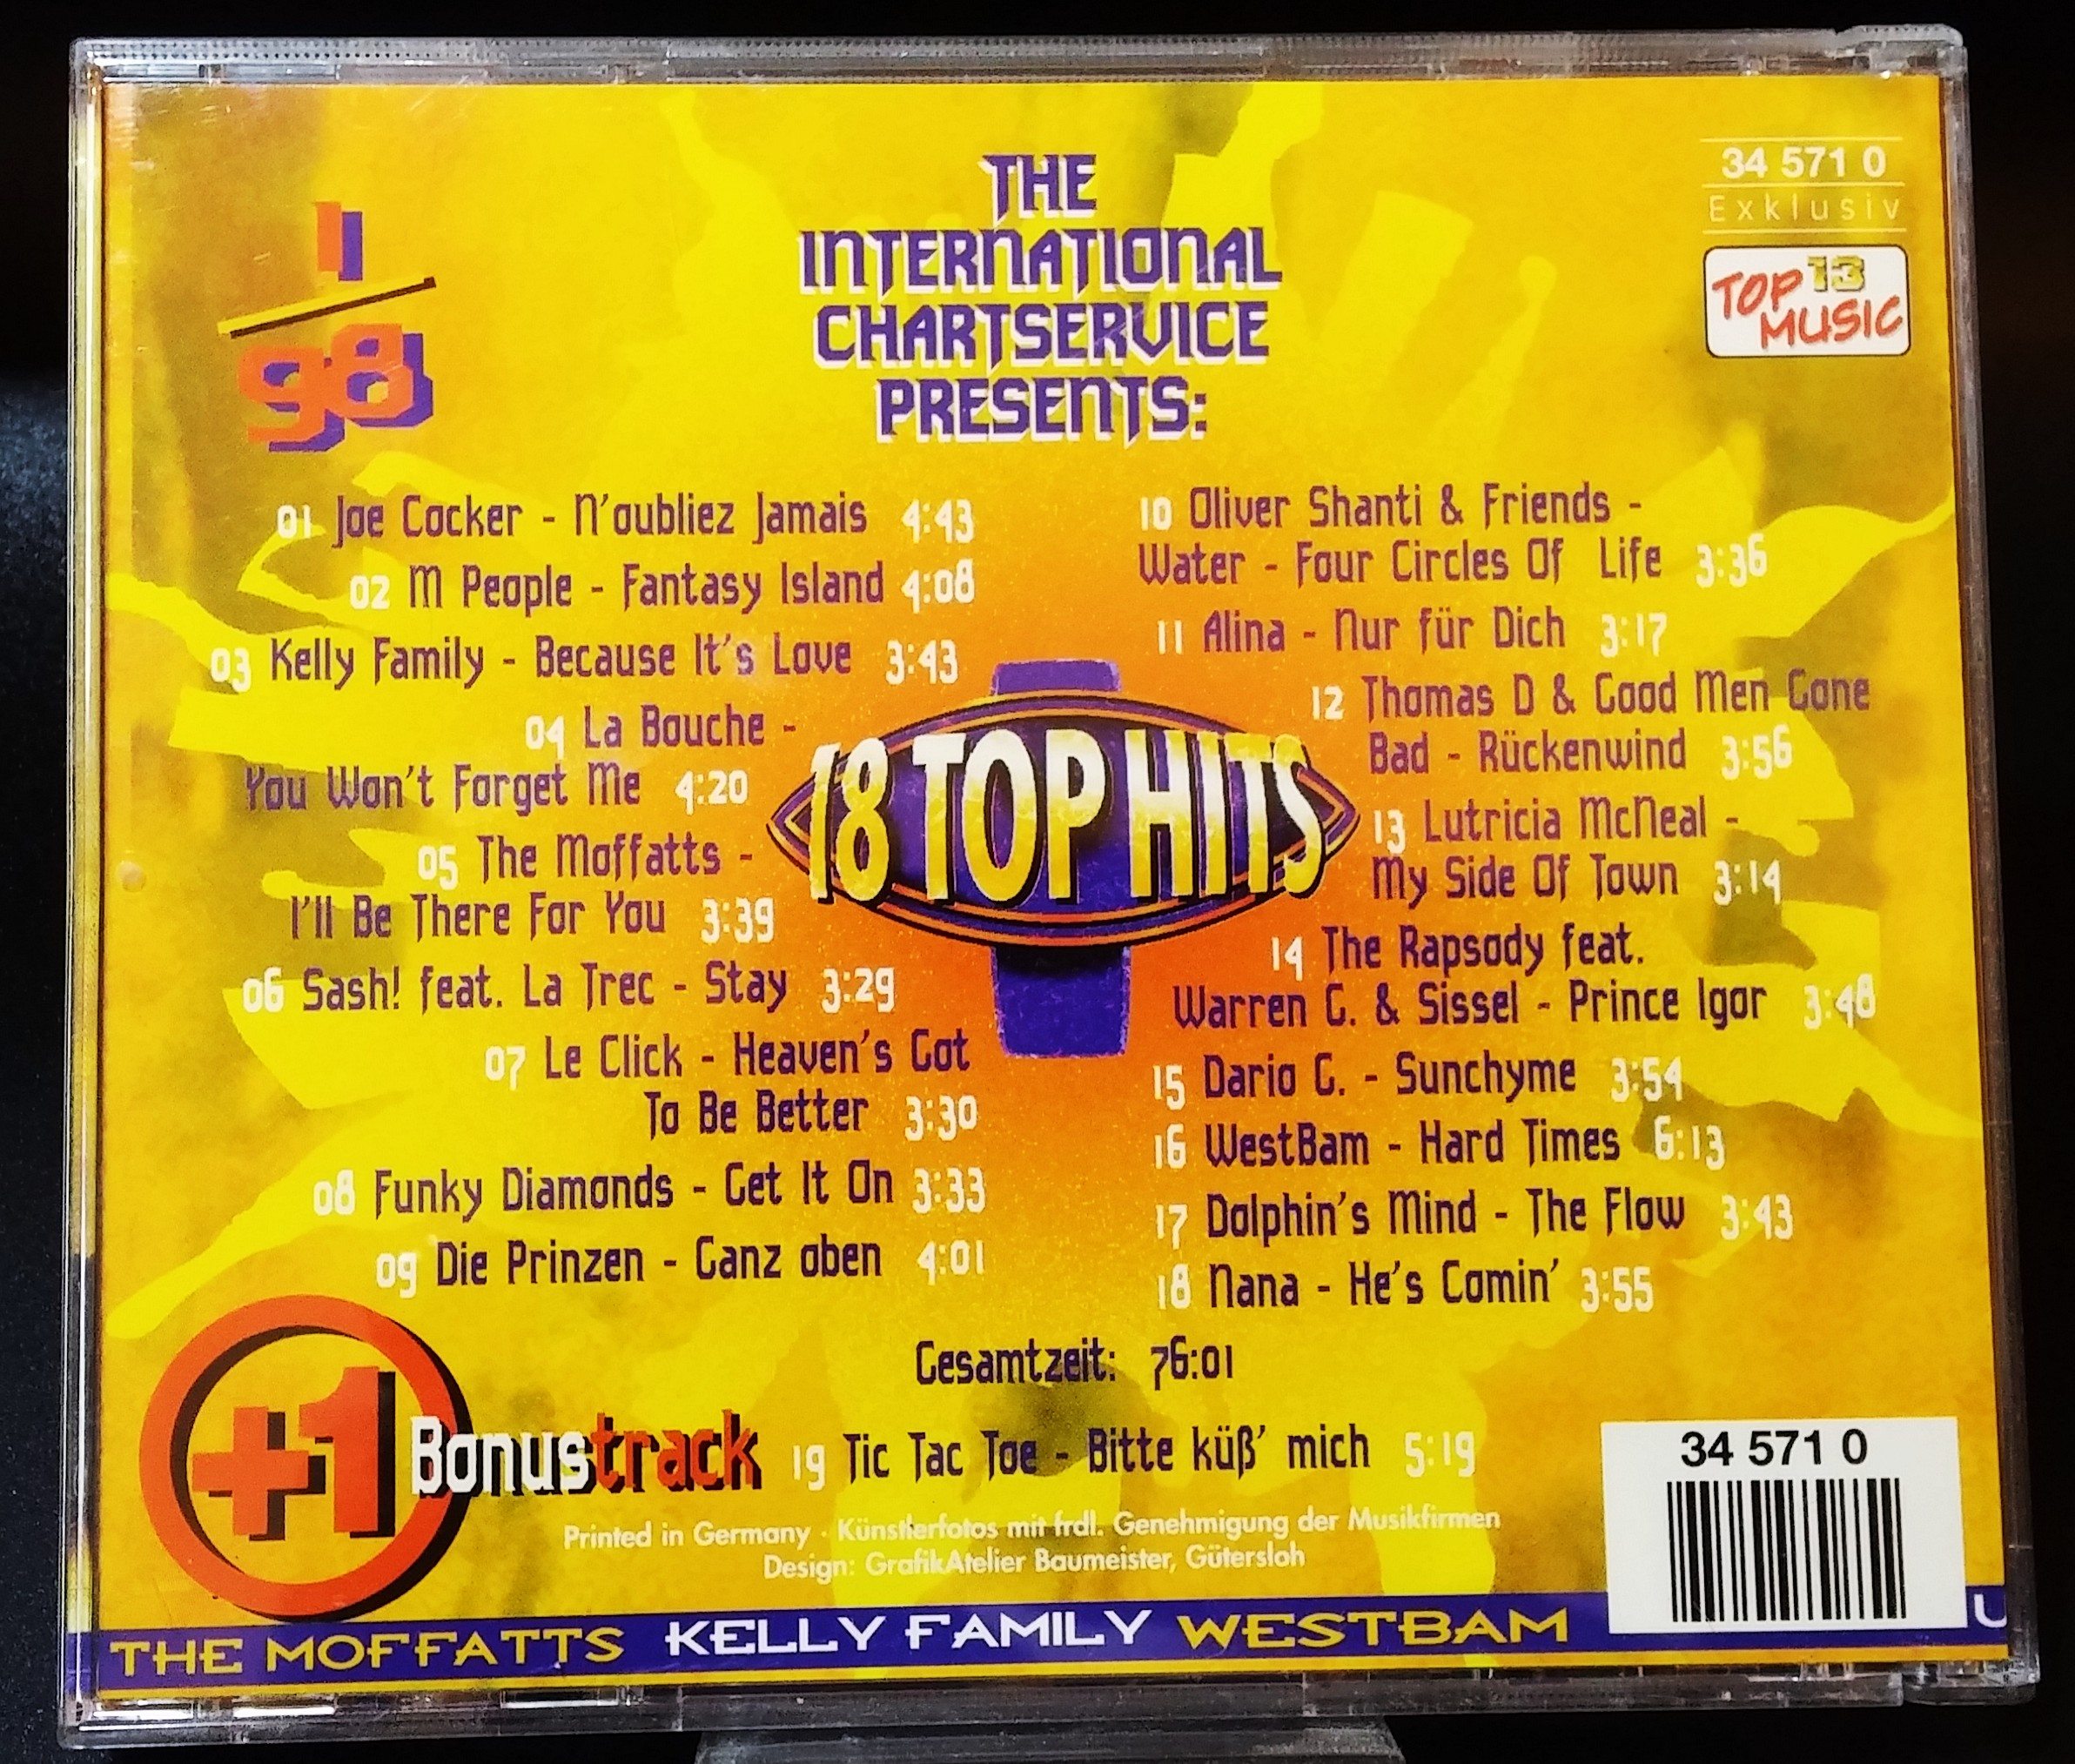 THE
INTERNATIONAL
CHARTSERVICE
PRESENTS:
1
98
34 571 0
Exklusiv
TOP 13
MUSIC
01 Joe Cocker - N'oubliez Jamais 4:43
02 M People - Fantasy Island 4:08
03 Kelly Family - Because It's Love 3:43
04 La Bouche -
You Won't Forget Me 4:20
05 The Moffatts -
I'll Be There For You 3:39
06 Sash! feat. La Trec - Stay 3:29
07 Le Click - Heaven's Got
To Be Better 3:30
08 Funky Diamonds - Get It On 3:33
09 Die Prinzen - Ganz oben 4:01
18 TOP HITS
10 Oliver Shanti & Friends -
Water - Four Circles Of Life 3:36
11 Alina - Nur für Dich 3:17
12 Thomas D & Good Men Gone
Bad - Rückenwind 3:56
13 Lutricia McNeal -
My Side Of Town 3:14
14 The Rapsody feat.
Warren G. & Sissel - Prince Igor 3:48
15 Dario G. - Sunchyme 3:54
16 WestBam - Hard Times 6:13
17 Dolphin's Mind - The Flow 3:43
18 Nana - He's Comin' 3:55
Gesamtzeit: 76:01
+1 Bonustrack 19 Tic Tac Toe - Bitte küß' mich 5:19
Printed in Germany · Künstlerfotos mit frdl. Genehmigung der Musikfirmen
Design: GrafikAtelier Baumeister, Gütersloh
34 571 0
THE MOFFATTS KELLY FAMILY WESTBAM